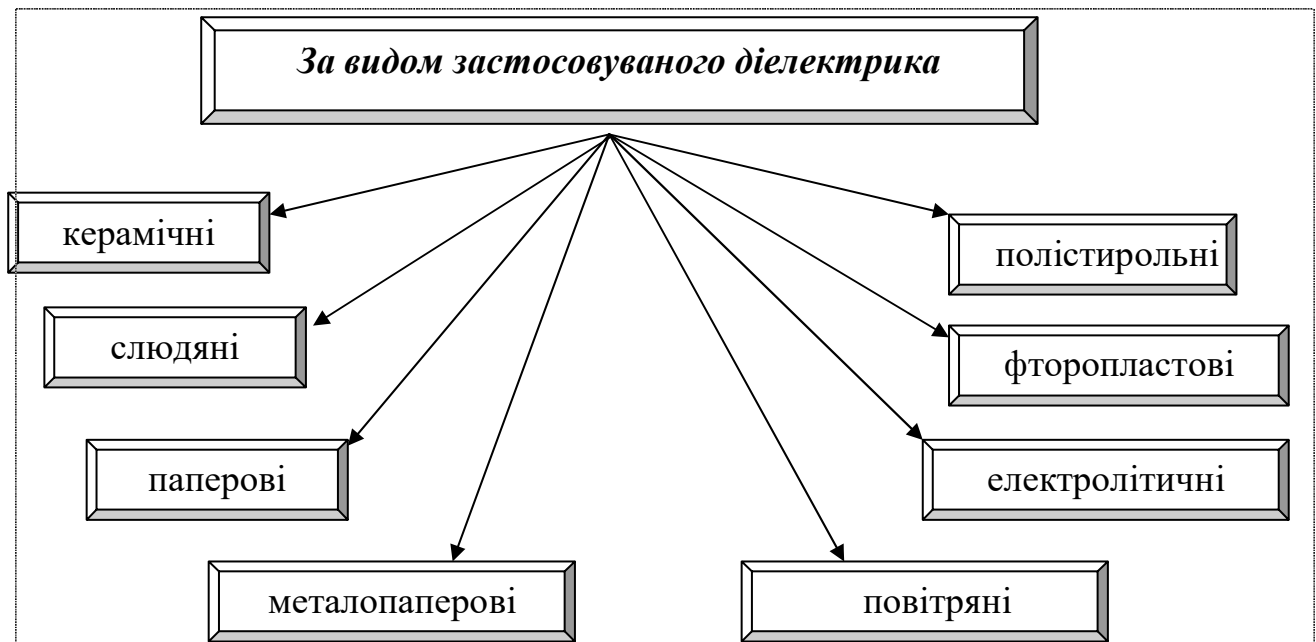 За видом застосовуваного діелектрика
керамічні
полістирольні
слюдяні
фторопластові
паперові
електролітичні
металопаперові
повітряні